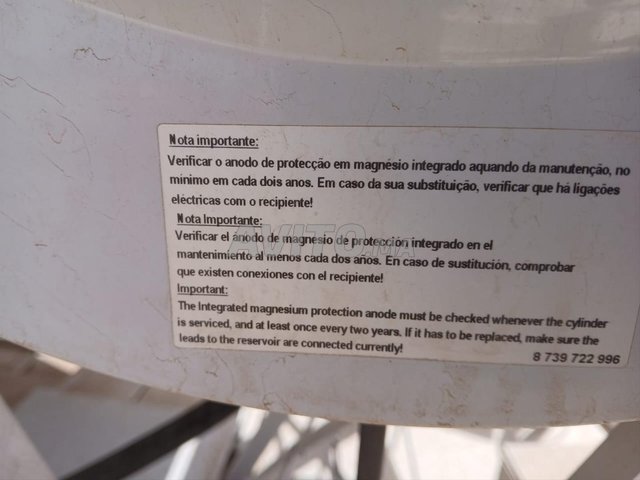 Nota importante:
Verificar o anodo de protecção em magnésio integrado aquando da manutenção, no
mínimo em cada dois anos. Em caso da sua substituição, verificar que há ligações
eléctricas com o recipiente!
Nota Importante:
Verificar el anodo de magnesio de protección integrado en el
mantenimiento al menos cada dos años. En caso de sustitución, comprobar
que existen conexiones con el recipiente!
Important:
The Integrated magnesium protection anode must be checked whenever the cylinder
is serviced, and at least once every two years. If it has to be replaced, make sure the
leads to the reservoir are connected currently!
8 739 722 996
AVITO.MA